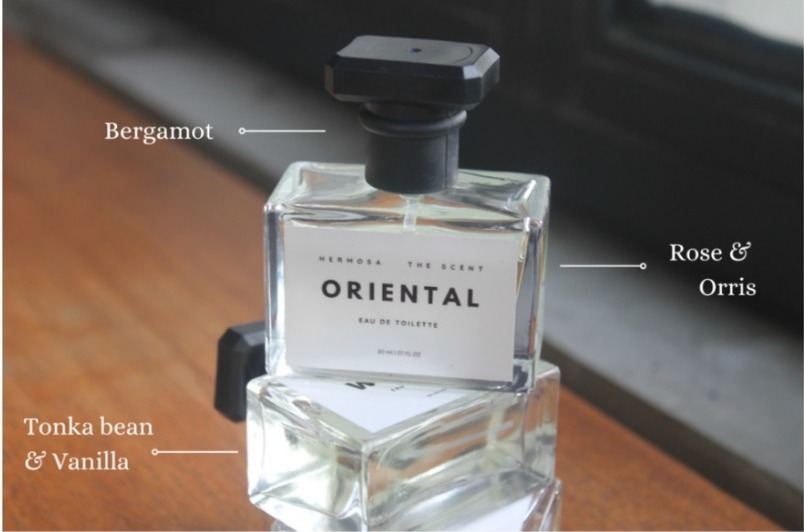 Bergamot
HERMOSA THE SCENT
ORIENTAL
EAU DE TOILETTE
Rose &
Orris
Tonka bean
& Vanilla